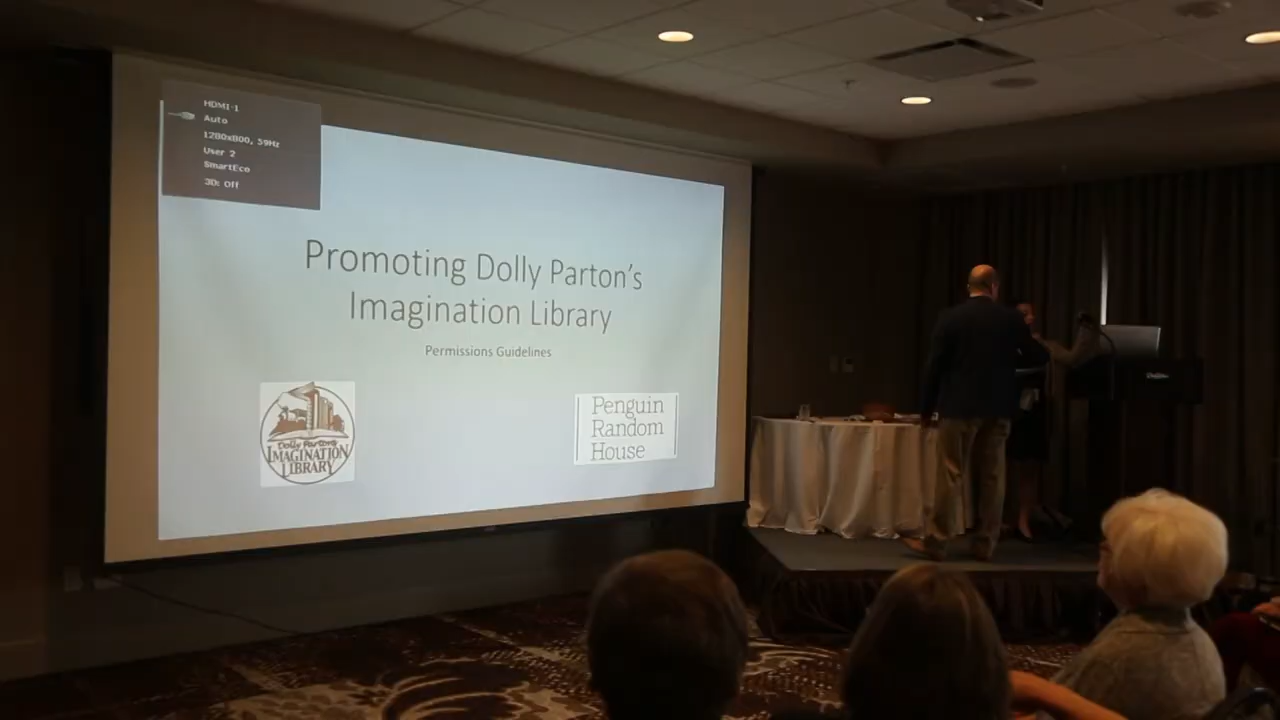 HDMI-1
Auto
1280x800, 59Hz
User 2
SmartEco
3D: Off
Promoting Dolly Parton's
Imagination Library
Permissions Guidelines
Dolly Parton's
IMAGINATION
LIBRARY
Penguin
Random
House